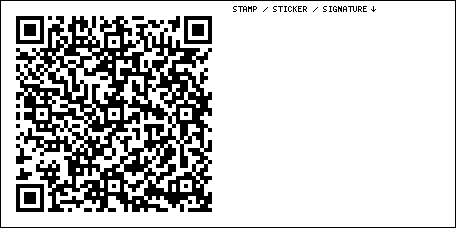 STAMP / STICKER / SIGNATURE ↓